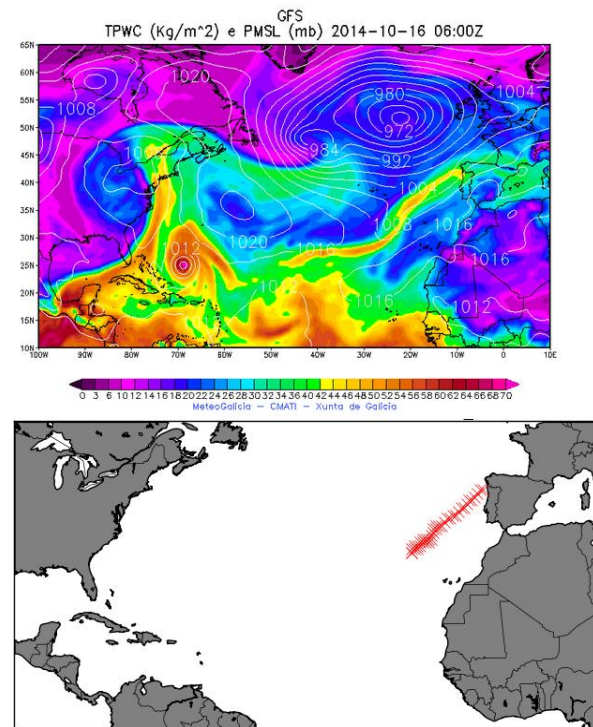 GFS
TPWC (Kg/m^2) e PMSL (mb) 2014-10-16 06:00Z
65N
60N
55N
50N
45N
40N
35N
30N
25N
20N
15N
10N
1020
1008
980
1004
972
984
992
1004
1008
1016
1020
1016
1012
1016
1016
1012
100W 90W 80W 70W 60W 50W 40W 30W 20W 10W 0 10E
0 3 6 10 14 18 20 22 24 26 28 30 32 34 36 38 40 42 44 46 48 50 52 54 56 58 60 62 64 66 68 70
MeteoGalicia – CMATI – Xunta de Galicia